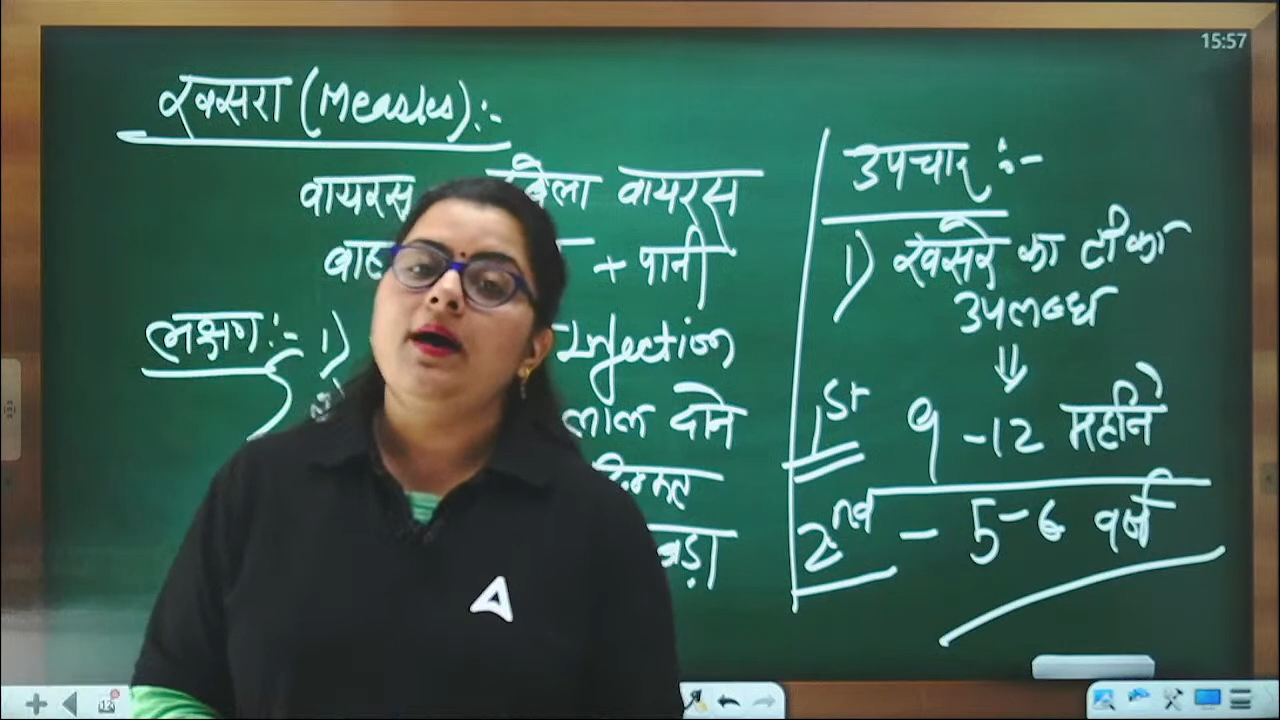 15:57
खसरा (Measles):-
वायरस रुबेला वायरस
+ पानी
लक्षण:- 1) Infection
लाल दाने
उपचार:-
1) खसरे का टीका
उपलब्ध
⇓
1st 9-12 महीने
2nd - 5-6 वर्ष